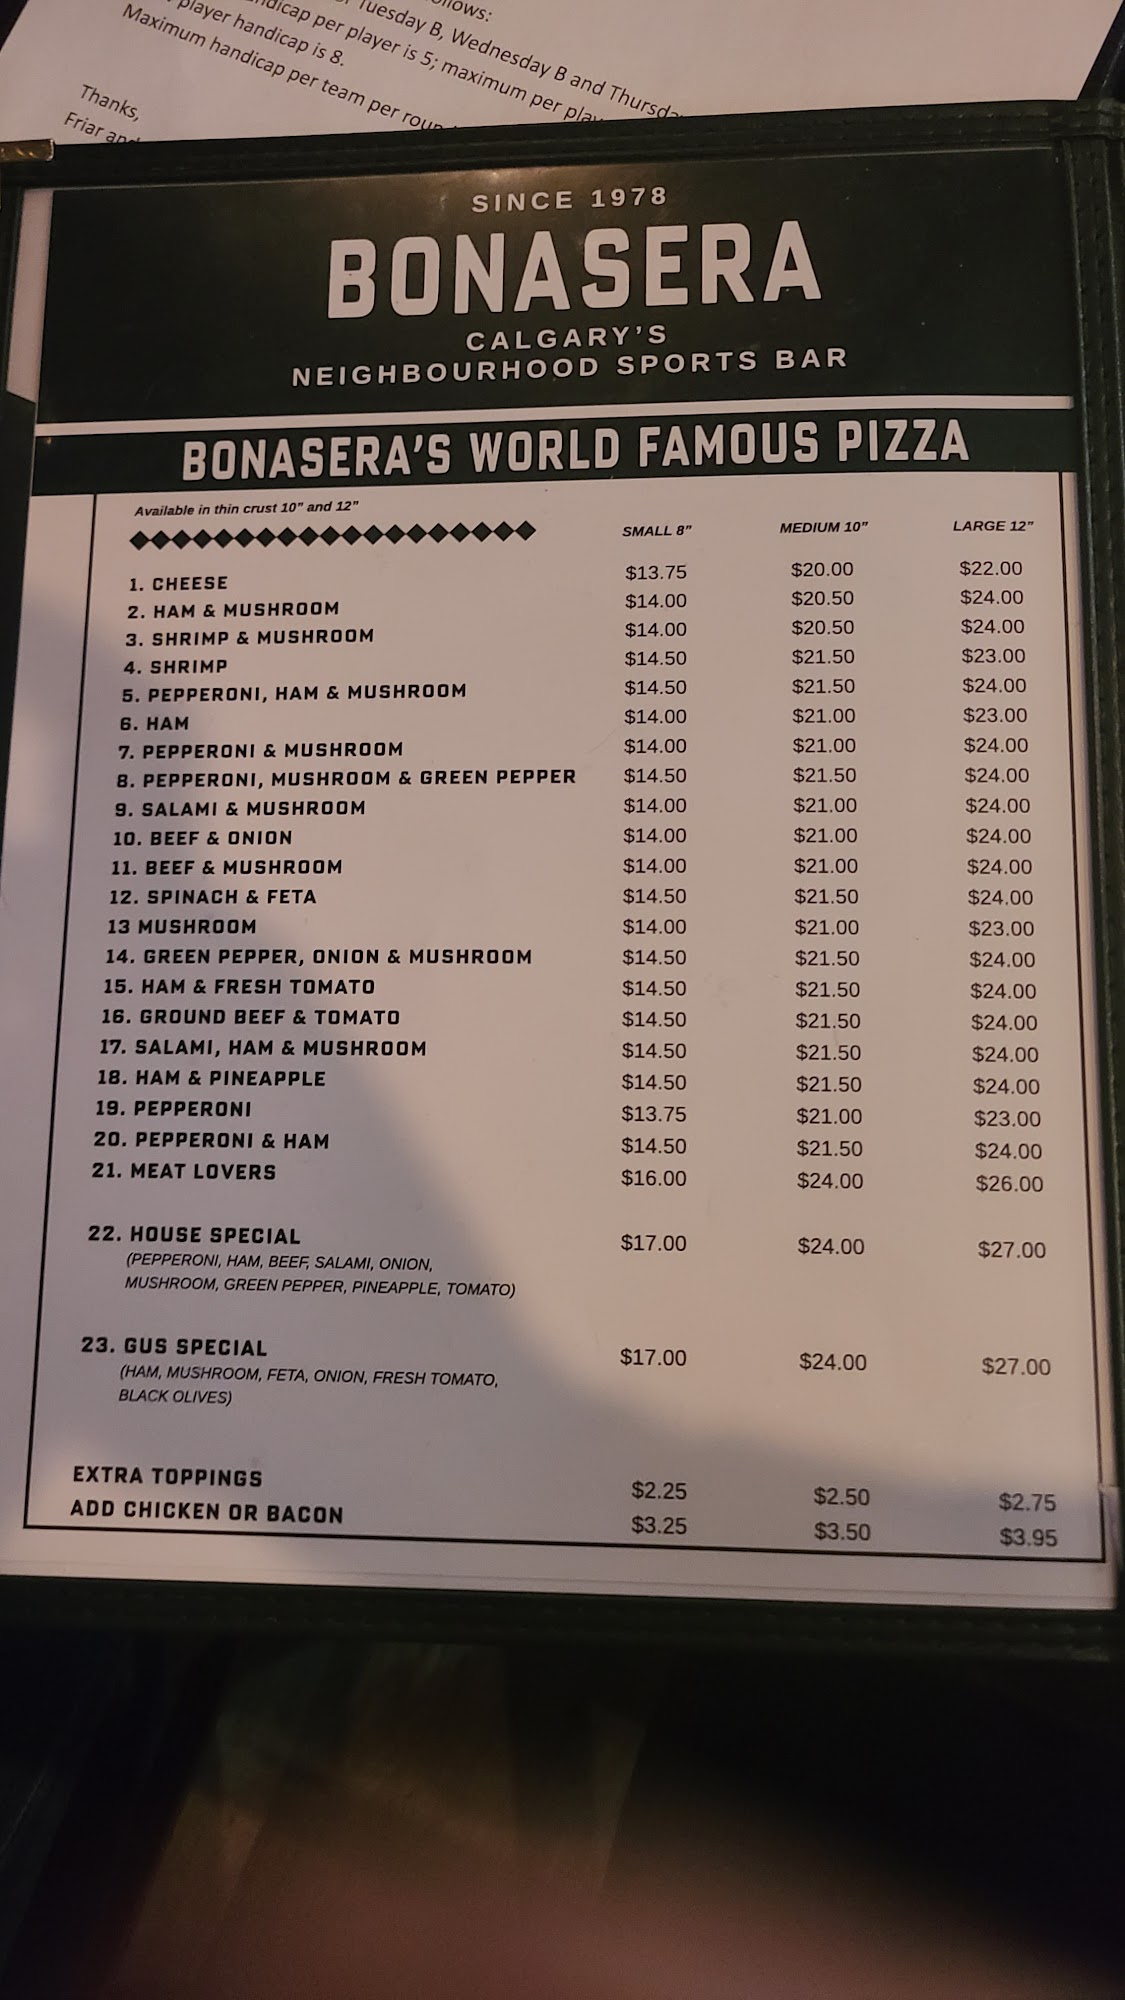 llows:
Tuesday B, Wednesday B and Thursda
handicap per player is 5; maximum per play
player handicap is 8.
Maximum handicap per team per roun
Thanks,
Friar and
SINCE 1978
BONASERA
CALGARY'S
NEIGHBOURHOOD SPORTS BAR
BONASERA'S WORLD FAMOUS PIZZA
Available in thin crust 10" and 12"
SMALL 8" MEDIUM 10" LARGE 12"
1. CHEESE $13.75 $20.00 $22.00
2. HAM & MUSHROOM $14.00 $20.50 $24.00
3. SHRIMP & MUSHROOM $14.00 $20.50 $24.00
4. SHRIMP $14.50 $21.50 $23.00
5. PEPPERONI, HAM & MUSHROOM $14.50 $21.50 $24.00
6. HAM $14.00 $21.00 $23.00
7. PEPPERONI & MUSHROOM $14.00 $21.00 $24.00
8. PEPPERONI, MUSHROOM & GREEN PEPPER $14.50 $21.50 $24.00
9. SALAMI & MUSHROOM $14.00 $21.00 $24.00
10. BEEF & ONION $14.00 $21.00 $24.00
11. BEEF & MUSHROOM $14.00 $21.00 $24.00
12. SPINACH & FETA $14.50 $21.50 $24.00
13 MUSHROOM $14.00 $21.00 $23.00
14. GREEN PEPPER, ONION & MUSHROOM $14.50 $21.50 $24.00
15. HAM & FRESH TOMATO $14.50 $21.50 $24.00
16. GROUND BEEF & TOMATO $14.50 $21.50 $24.00
17. SALAMI, HAM & MUSHROOM $14.50 $21.50 $24.00
18. HAM & PINEAPPLE $14.50 $21.50 $24.00
19. PEPPERONI $13.75 $21.00 $23.00
20. PEPPERONI & HAM $14.50 $21.50 $24.00
21. MEAT LOVERS $16.00 $24.00 $26.00
22. HOUSE SPECIAL $17.00 $24.00 $27.00
(PEPPERONI, HAM, BEEF, SALAMI, ONION,
MUSHROOM, GREEN PEPPER, PINEAPPLE, TOMATO)
23. GUS SPECIAL $17.00 $24.00 $27.00
(HAM, MUSHROOM, FETA, ONION, FRESH TOMATO,
BLACK OLIVES)
EXTRA TOPPINGS $2.25 $2.50 $2.75
ADD CHICKEN OR BACON $3.25 $3.50 $3.95